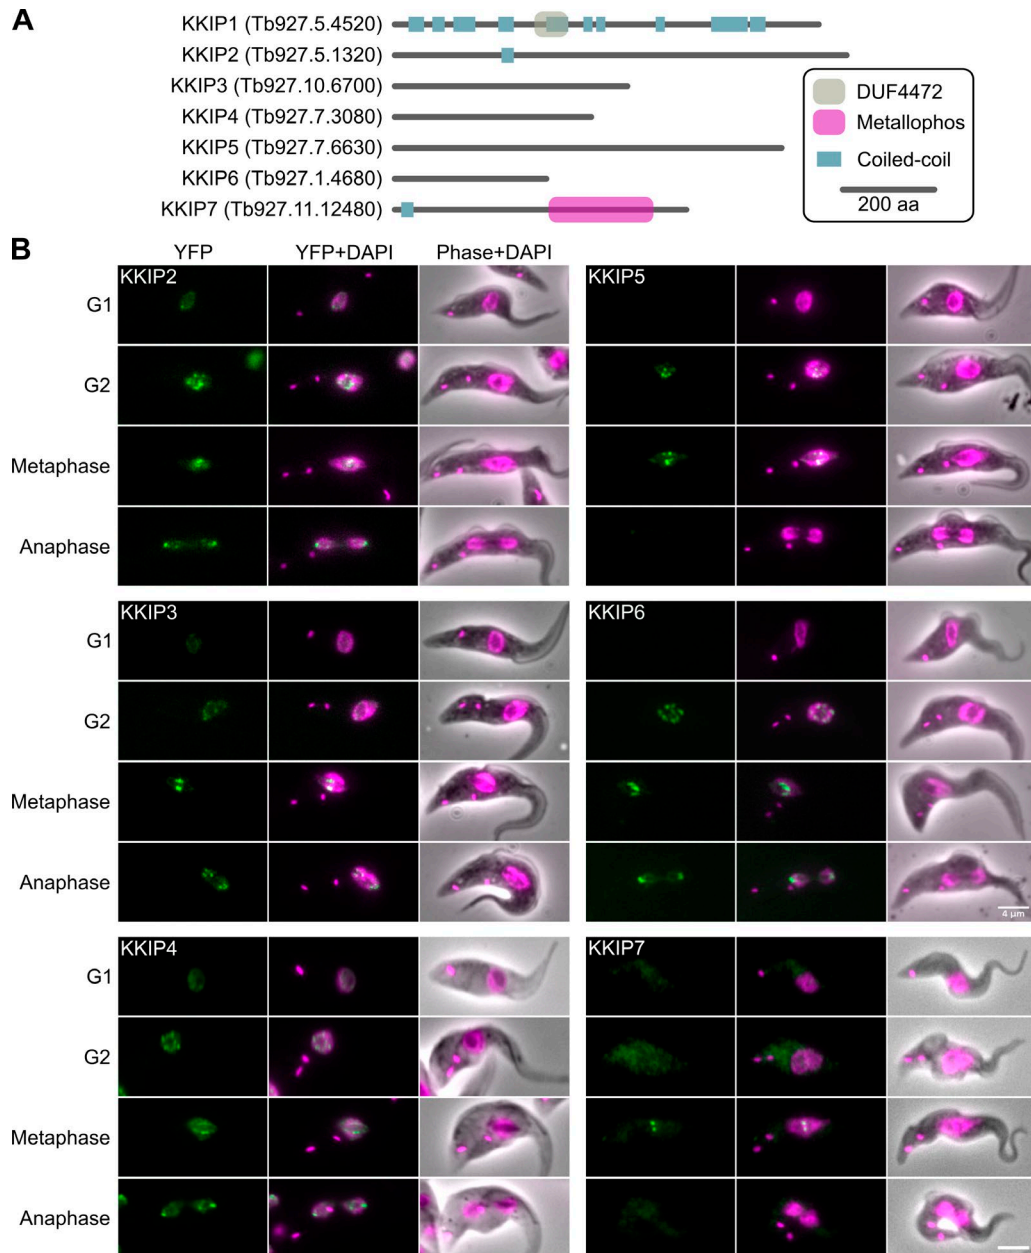 A
KKIP1 (Tb927.5.4520)
KKIP2 (Tb927.5.1320)
KKIP3 (Tb927.10.6700)
KKIP4 (Tb927.7.3080)
KKIP5 (Tb927.7.6630)
KKIP6 (Tb927.1.4680)
KKIP7 (Tb927.11.12480)
DUF4472
Metallophos
Coiled-coil
200 aa
B
YFP YFP+DAPI Phase+DAPI
KKIP2
G1
G2
Metaphase
Anaphase
KKIP5
KKIP3
G1
G2
Metaphase
Anaphase
KKIP6
4 µm
KKIP4
G1
G2
Metaphase
Anaphase
KKIP7